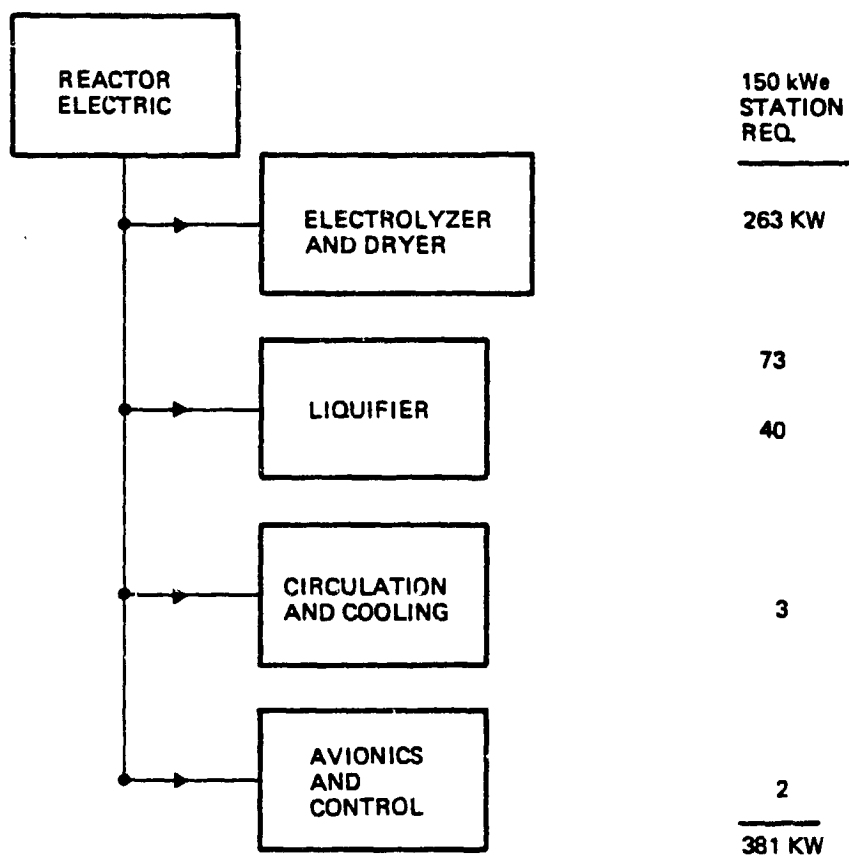 REACTOR
ELECTRIC
150 kWe
STATION
REQ.
ELECTROLYZER
AND DRYER
263 KW
LIQUIFIER
73
40
CIRCULATION
AND COOLING
3
AVIONICS
AND
CONTROL
2
381 KW